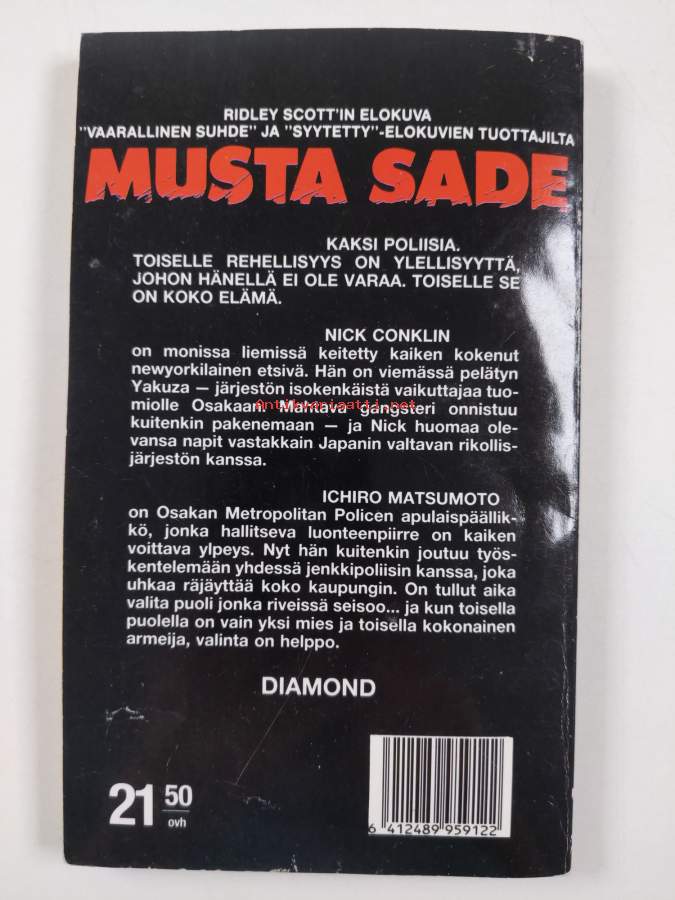 RIDLEY SCOTT'IN ELOKUVA
"VAARALLINEN SUHDE" JA "SYYTETTY"-ELOKUVIEN TUOTTAJILTA
MUSTA SADE
KAKSI POLIISIA.
TOISELLE REHELLISYYS ON YLELLISYYTTÄ,
JOHON HÄNELLÄ EI OLE VARAA. TOISELLE SE
ON KOKO ELÄMÄ.
NICK CONKLIN
on monissa liemissä keitetty kaiken kokenut
newyorkilainen etsivä. Hän on viemässä pelätyn
Yakuza — järjestön isokenkäistä vaikuttajaa tuo-
miolle Osakaan. Mahtava gangsteri onnistuu
Antikvariaatti.net
kuitenkin pakenemaan — ja Nick huomaa ole-
vansa napit vastakkain Japanin valtavan rikollis-
järjestön kanssa.
ICHIRO MATSUMOTO
on Osakan Metropolitan Policen apulaispäällik-
kö, jonka hallitseva luonteenpiirre on kaiken
voittava ylpeys. Nyt hän kuitenkin joutuu työs-
kentelemään yhdessä jenkkipoliisin kanssa, joka
uhkaa räjäyttää koko kaupungin. On tullut aika
valita puoli jonka riveissä seisoo... ja kun toisella
puolella on vain yksi mies ja toisella kokonainen
armeija, valinta on helppo.
DIAMOND
21 50
ovh
6 412489 959122